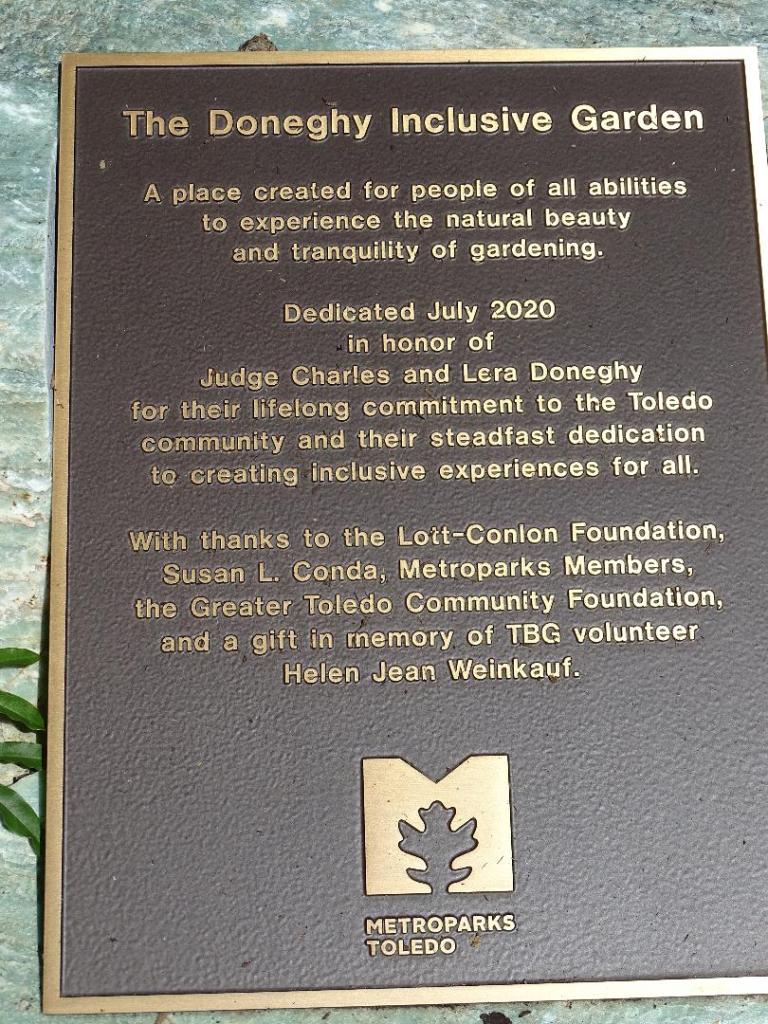 The Doneghy Inclusive Garden
A place created for people of all abilities
to experience the natural beauty
and tranquility of gardening.
Dedicated July 2020
in honor of
Judge Charles and Lera Doneghy
for their lifelong commitment to the Toledo
community and their steadfast dedication
to creating inclusive experiences for all.
With thanks to the Lott-Conlon Foundation,
Susan L. Conda, Metroparks Members,
the Greater Toledo Community Foundation,
and a gift in memory of TBG volunteer
Helen Jean Weinkauf.
METROPARKS
TOLEDO